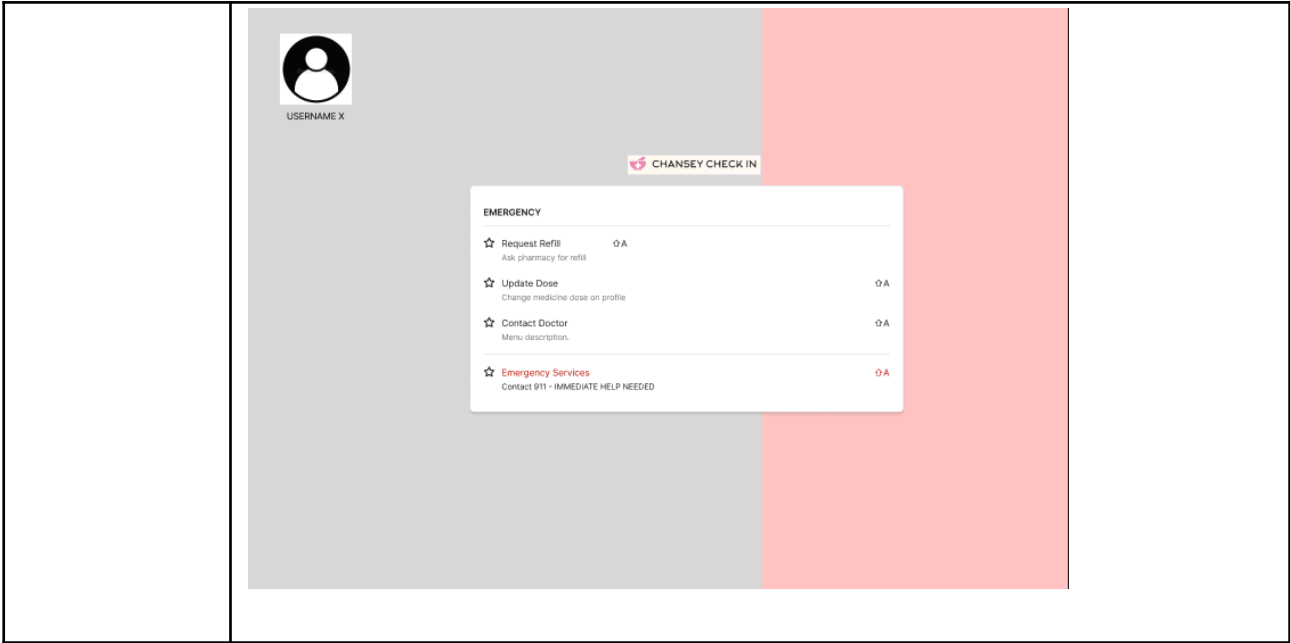 USERNAME X
CHANSEY CHECK IN
EMERGENCY
Request Refill ⇧A
Ask pharmacy for refill
Update Dose ⇧A
Change medicine dose on profile
Contact Doctor ⇧A
Menu description.
Emergency Services ⇧A
Contact 911 - IMMEDIATE HELP NEEDED